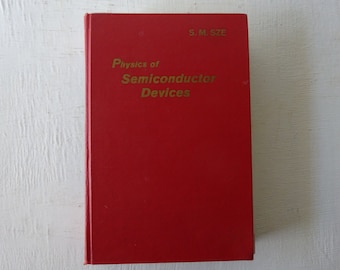 S. M. SZE
Physics of
Semiconductor
Devices